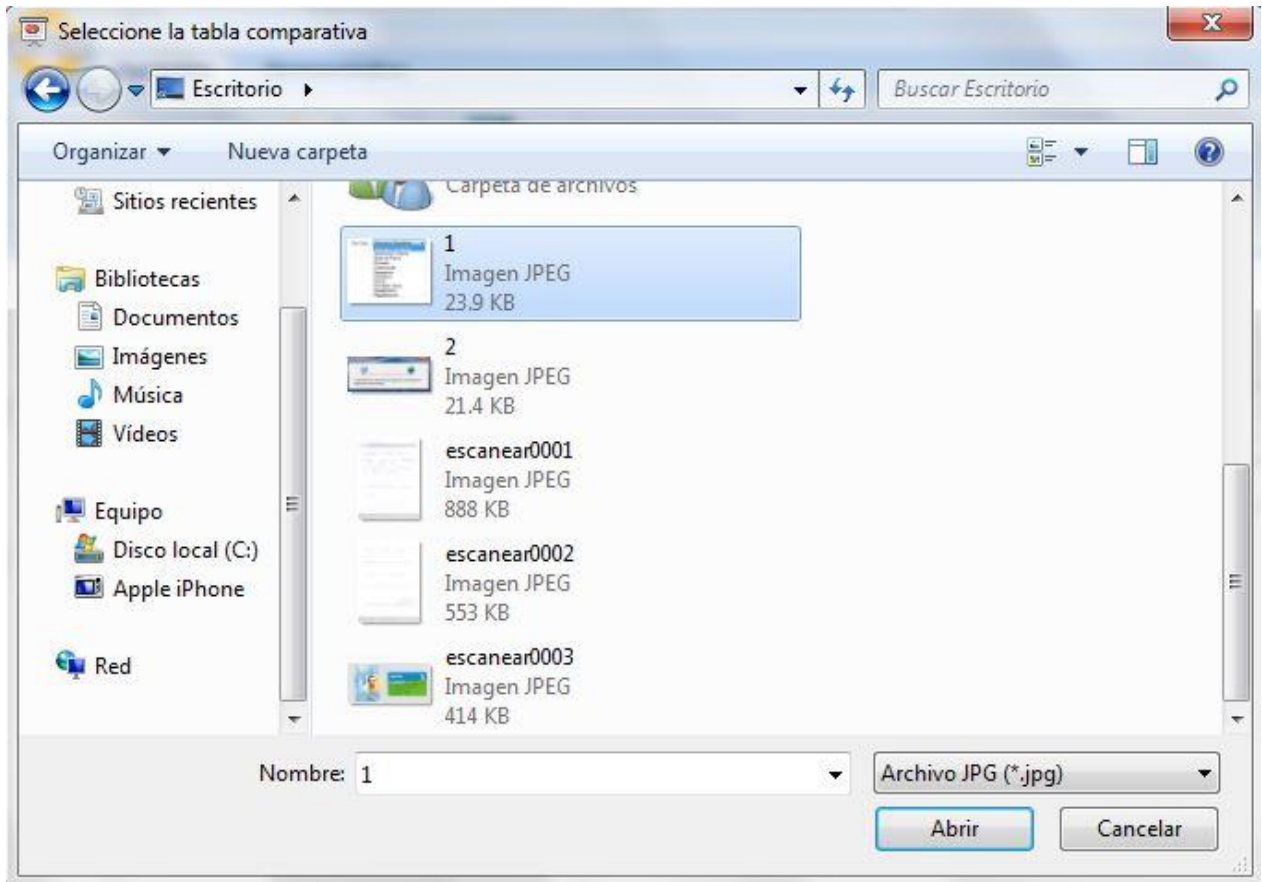 Seleccione la tabla comparativa
Escritorio
Buscar Escritorio
Organizar
Nueva carpeta
Sitios recientes
Bibliotecas
Documentos
Imágenes
Música
Vídeos
Equipo
Disco local (C:)
Apple iPhone
Red
Carpeta de archivos
1
Imagen JPEG
23.9 KB
2
Imagen JPEG
21.4 KB
escanear0001
Imagen JPEG
888 KB
escanear0002
Imagen JPEG
553 KB
escanear0003
Imagen JPEG
414 KB
Nombre: 1
Archivo JPG (*.jpg)
Abrir
Cancelar